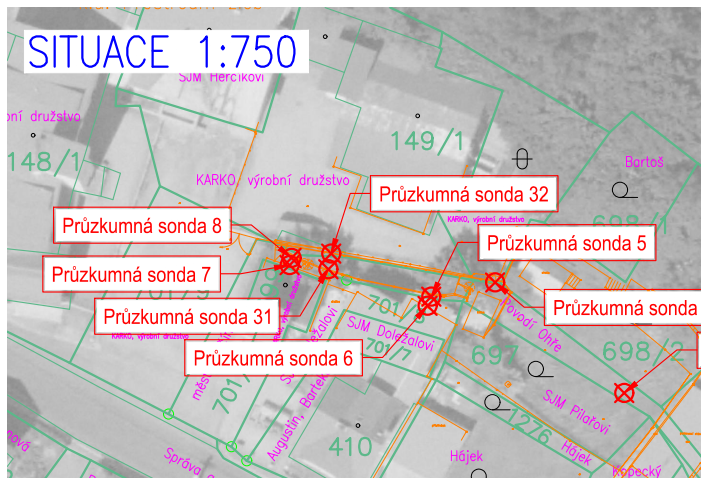 SITUACE 1:750
SJM Hercíkovi
149/1
148/1
KARKO, výrobní družstvo
Bartoš
Průzkumná sonda 32
Průzkumná sonda 8
KARKO, výrobní družstvo
698/1
Průzkumná sonda 5
Průzkumná sonda 7
Průzkumná sonda
Průzkumná sonda 31
Povodí Ohře
KARKO, výrobní družstvo
SJM Doležalovi
701/7
Průzkumná sonda 6
697
698/2
SJM Pilařovi
Augustin, Bartek
276
410
Hájek
Hájek
Správa
Kopecký